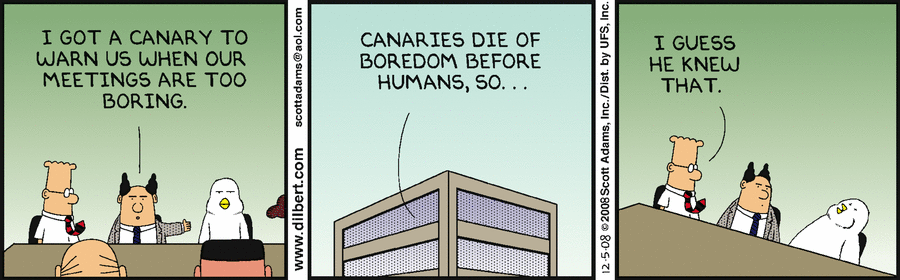 I GOT A CANARY TO
WARN US WHEN OUR
MEETINGS ARE TOO
BORING.
www.dilbert.com
scottadams@aol.com
CANARIES DIE OF
BOREDOM BEFORE
HUMANS, SO...
12-5-08 © 2008 Scott Adams, Inc./Dist. by UFS, Inc.
I GUESS
HE KNEW
THAT.